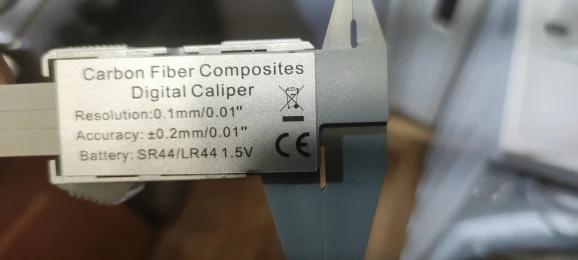 Carbon Fiber Composites
Digital Caliper
Resolution:0.1mm/0.01"
Accuracy: ±0.2mm/0.01"
Battery: SR44/LR44 1.5V
CE